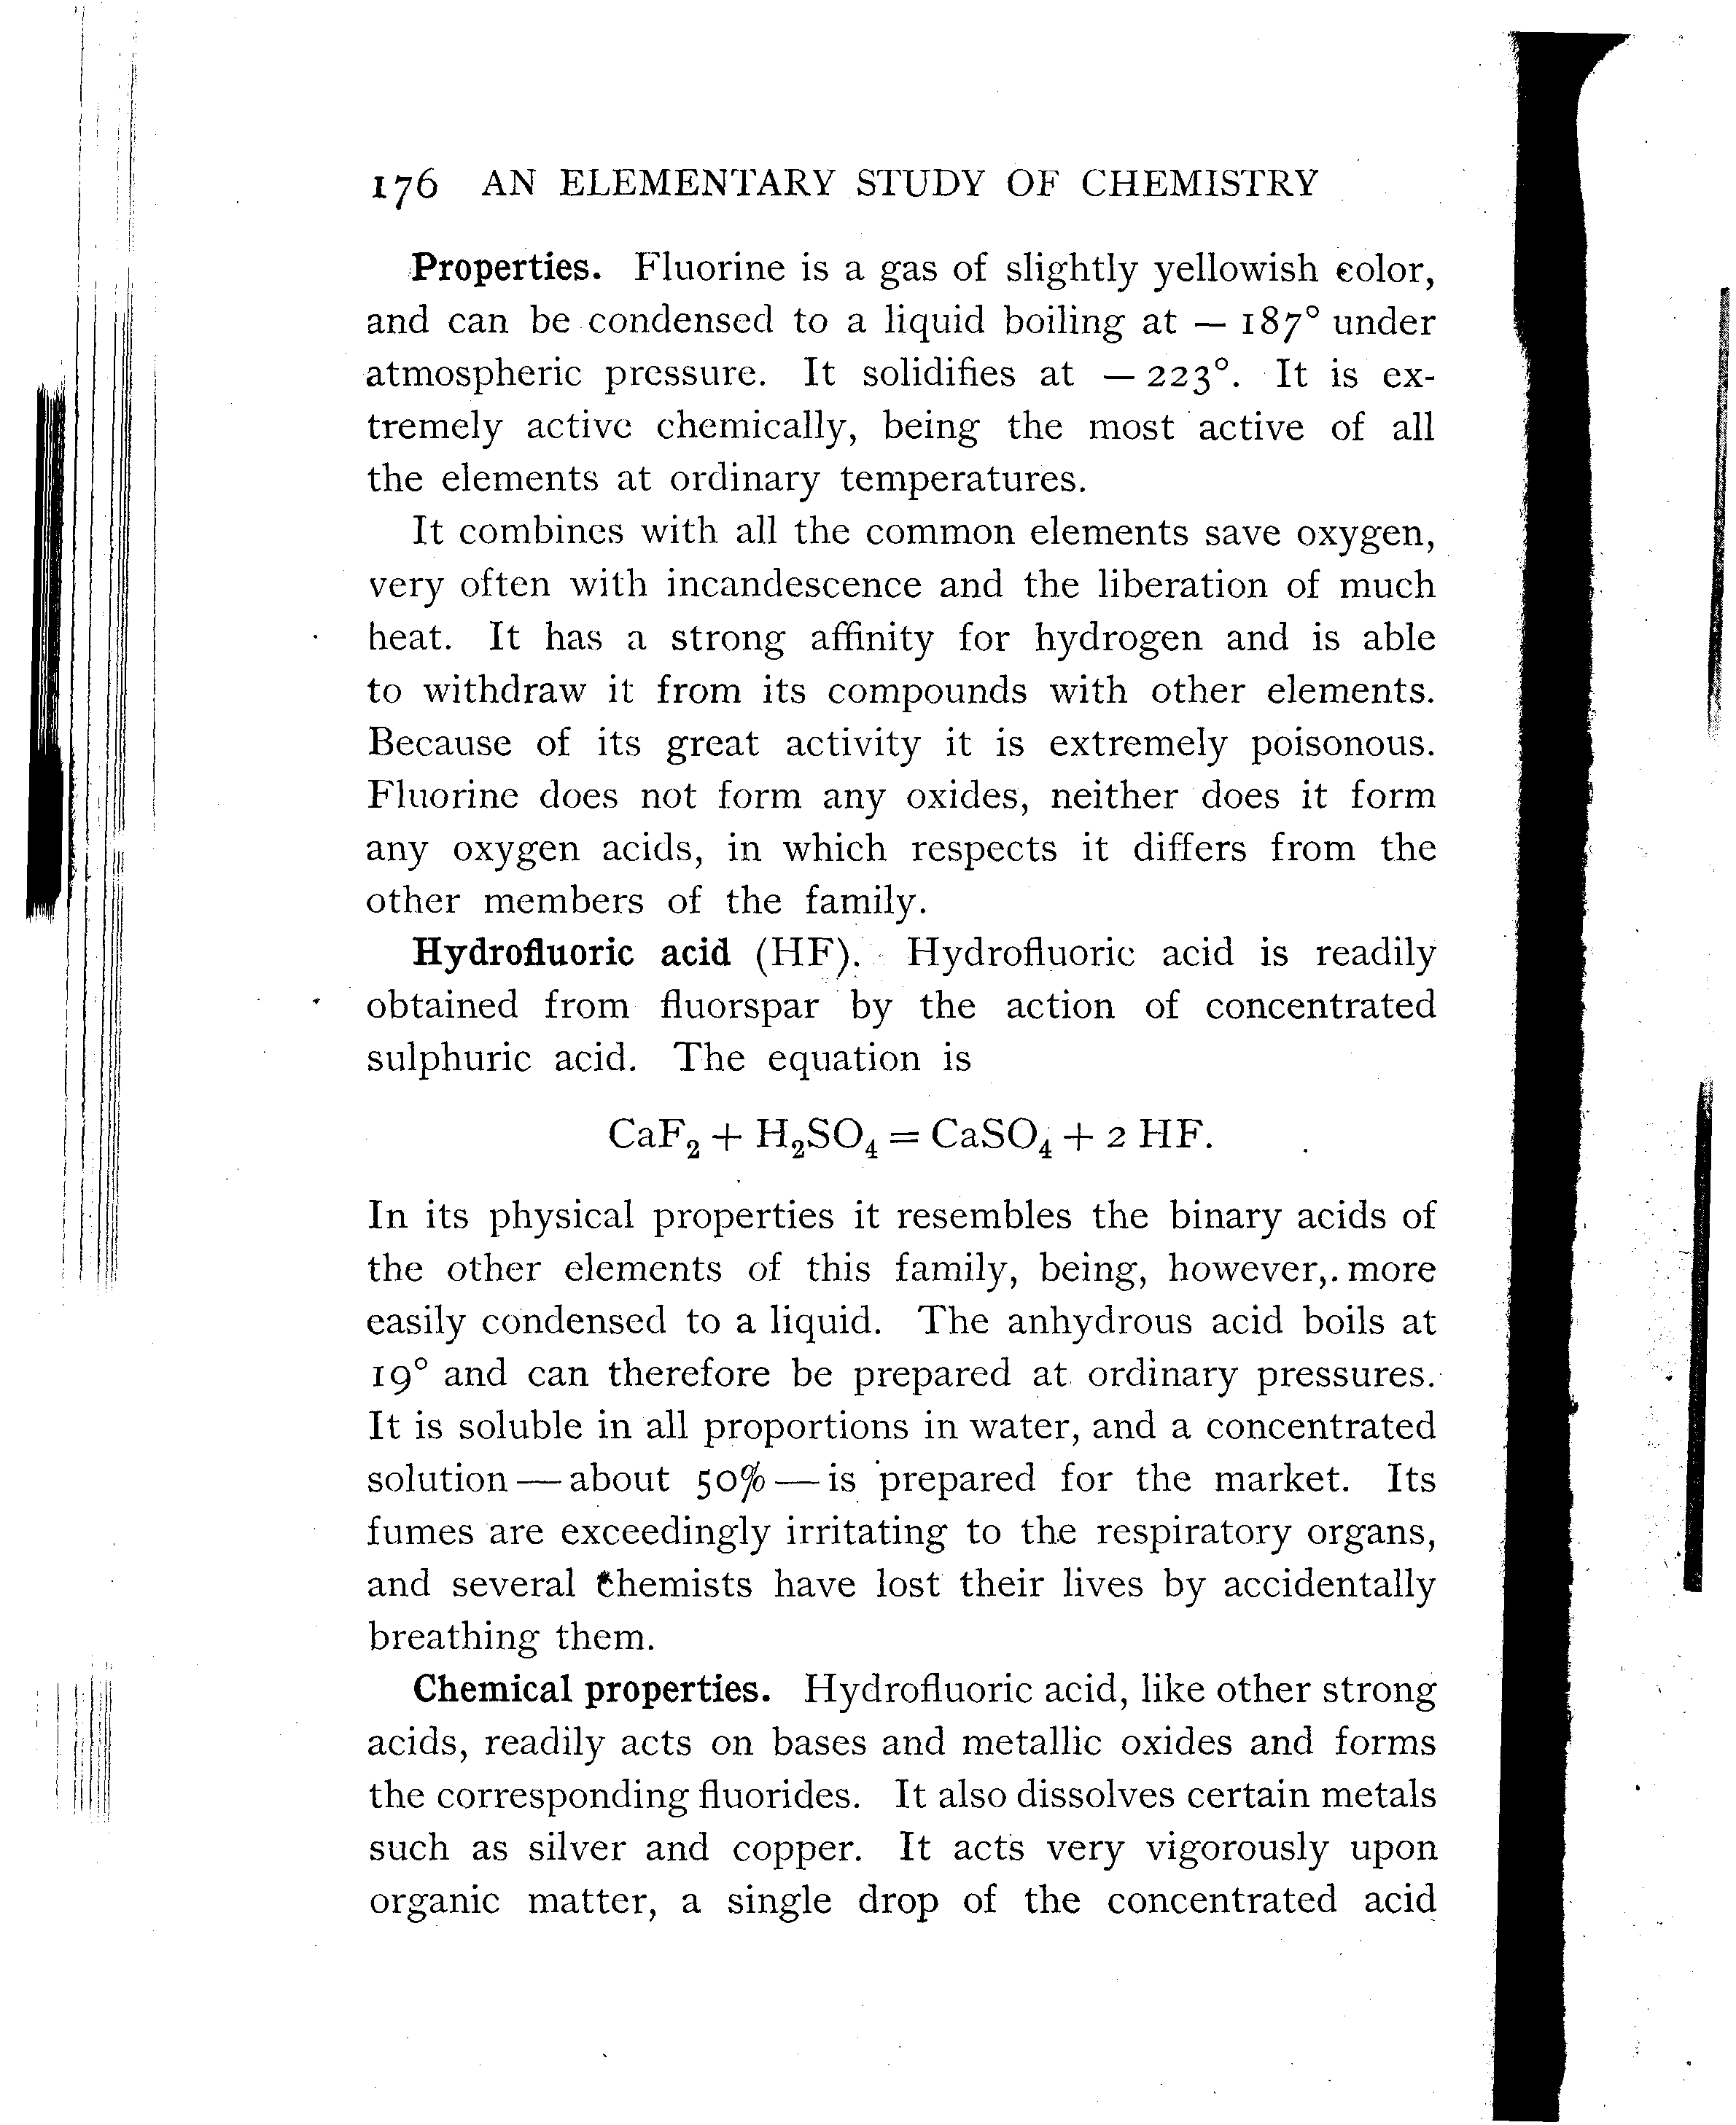 176 AN ELEMENTARY STUDY OF CHEMISTRY
Properties. Fluorine is a gas of slightly yellowish color,
and can be condensed to a liquid boiling at — 187° under
atmospheric pressure. It solidifies at — 223°. It is ex-
tremely active chemically, being the most active of all
the elements at ordinary temperatures.
It combines with all the common elements save oxygen,
very often with incandescence and the liberation of much
heat. It has a strong affinity for hydrogen and is able
to withdraw it from its compounds with other elements.
Because of its great activity it is extremely poisonous.
Fluorine does not form any oxides, neither does it form
any oxygen acids, in which respects it differs from the
other members of the family.
Hydrofluoric acid (HF). Hydrofluoric acid is readily
obtained from fluorspar by the action of concentrated
sulphuric acid. The equation is
CaF₂ + H₂SO₄ = CaSO₄ + 2 HF.
In its physical properties it resembles the binary acids of
the other elements of this family, being, however, more
easily condensed to a liquid. The anhydrous acid boils at
19° and can therefore be prepared at ordinary pressures.
It is soluble in all proportions in water, and a concentrated
solution — about 50% — is prepared for the market. Its
fumes are exceedingly irritating to the respiratory organs,
and several chemists have lost their lives by accidentally
breathing them.
Chemical properties. Hydrofluoric acid, like other strong
acids, readily acts on bases and metallic oxides and forms
the corresponding fluorides. It also dissolves certain metals
such as silver and copper. It acts very vigorously upon
organic matter, a single drop of the concentrated acid